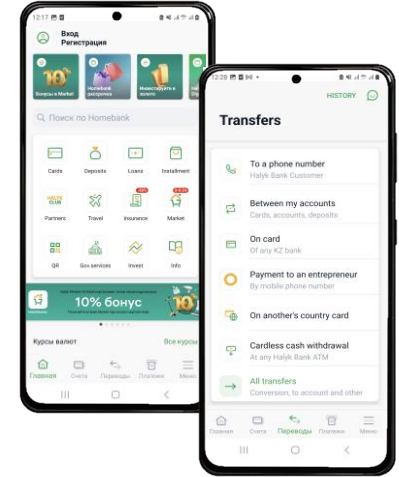 12:17
Вход
Регистрация
Бонусы в Market
Homebank
рассрочка
Инвестируйте в
золото
Поиск по Homebank
Cards
Deposits
Loans
Installment
HALYK
CLUB
Partners
Travel
Insurance
Market
QR
Gov services
Invest
Info
10% бонус
Курсы валют
Все курсы
Главная
Счета
Переводы
Платежи
Меню
12:28
HISTORY
Transfers
To a phone number
Halyk Bank Customer
Between my accounts
Cards, accounts, deposits
On card
Of any KZ bank
Payment to an entrepreneur
By mobile phone number
On another's country card
Cardless cash withdrawal
At any Halyk Bank ATM
All transfers
Conversion, to account and other
Главная
Счета
Переводы
Платежи
Меню